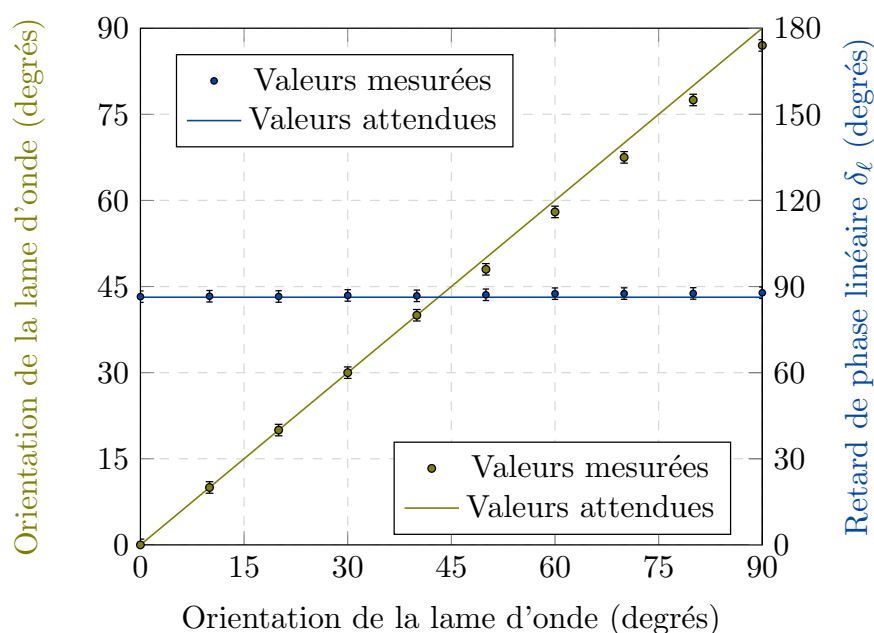 Orientation de la lame d'onde (degrés)
90
75
60
45
30
15
0
Valeurs mesurées
Valeurs attendues
Valeurs mesurées
Valeurs attendues
180
150
120
90
60
30
0
Retard de phase linéaire δℓ (degrés)
0 15 30 45 60 75 90
Orientation de la lame d'onde (degrés)